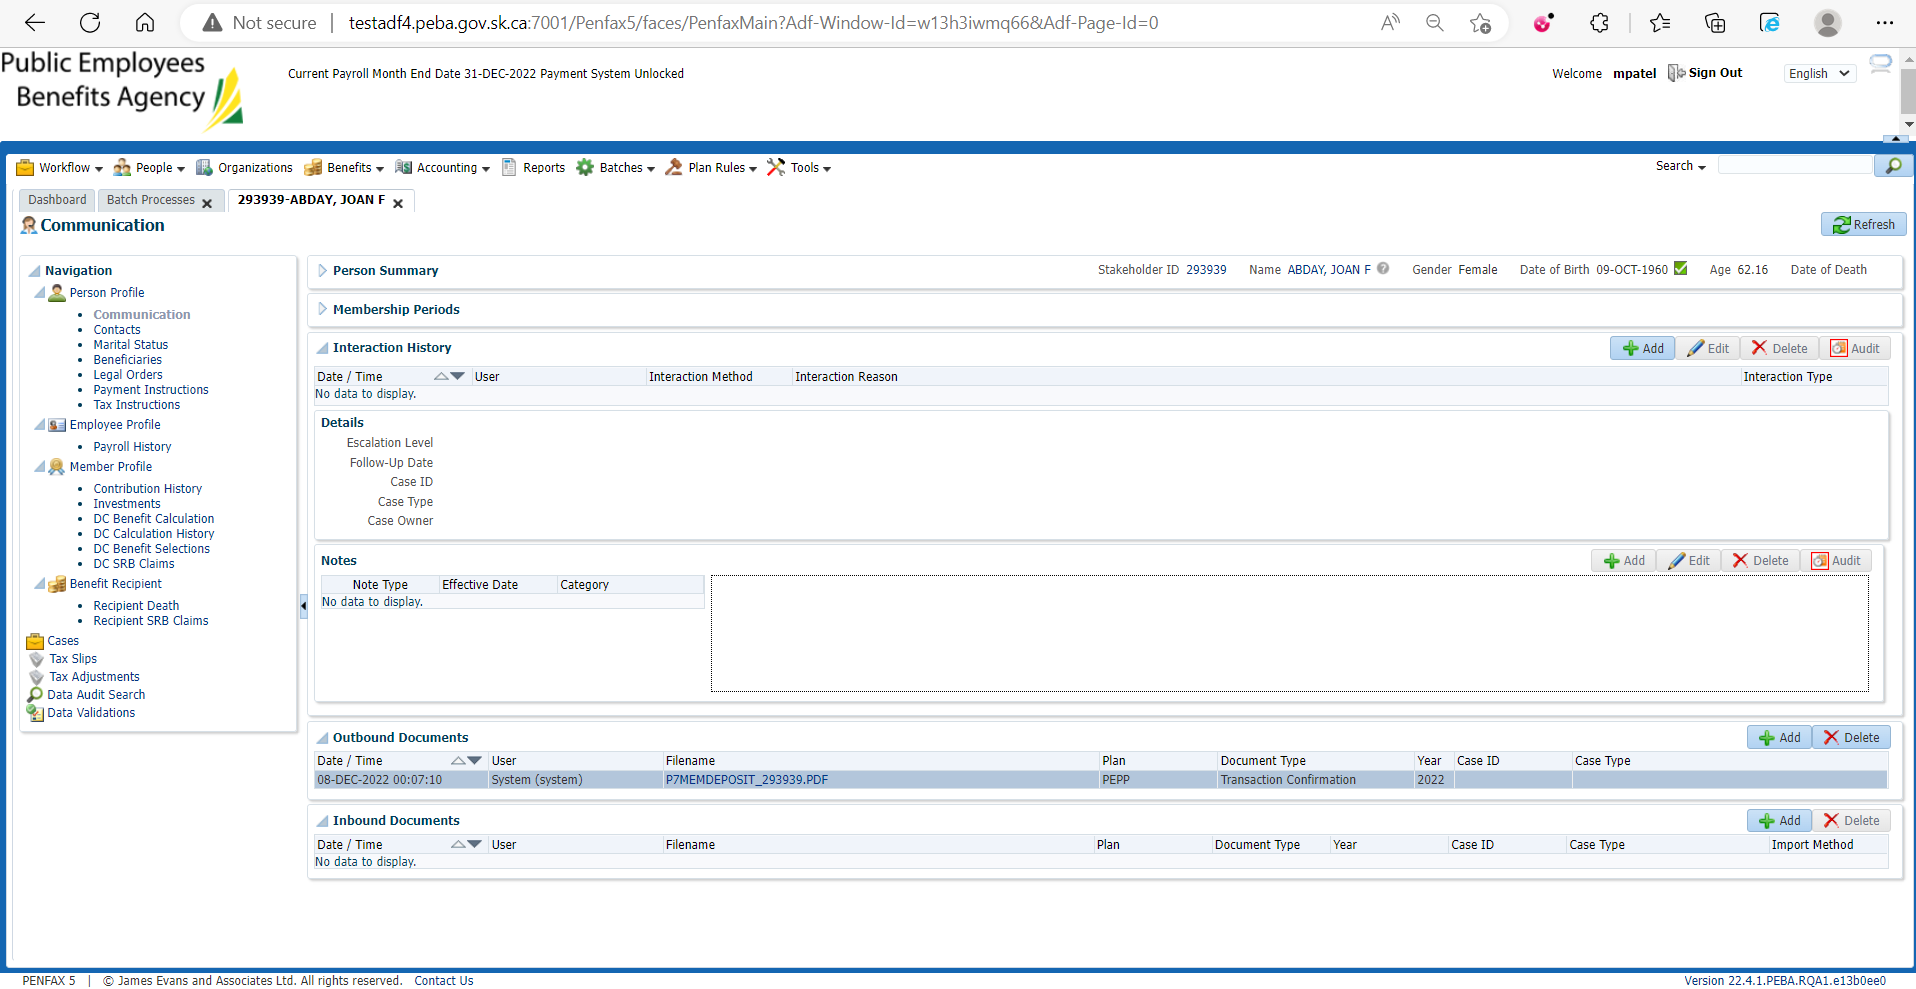 Not secure
testadf4.peba.gov.sk.ca:7001/Penfax5/faces/PenfaxMain?Adf-Window-Id=w13h3iwmq66&Adf-Page-Id=0
Public Employees
Benefits Agency
Current Payroll Month End Date 31-DEC-2022 Payment System Unlocked
Welcome mpatel Sign Out English
Workflow People Organizations Benefits Accounting Reports Batches Plan Rules Tools Search
Dashboard Batch Processes 293939-ABDAY, JOAN F
Communication
Refresh
Navigation
Person Profile
Communication
Contacts
Marital Status
Beneficiaries
Legal Orders
Payment Instructions
Tax Instructions
Employee Profile
Payroll History
Member Profile
Contribution History
Investments
DC Benefit Calculation
DC Calculation History
DC Benefit Selections
DC SRB Claims
Benefit Recipient
Recipient Death
Recipient SRB Claims
Cases
Tax Slips
Tax Adjustments
Data Audit Search
Data Validations
Person Summary Stakeholder ID 293939 Name ABDAY, JOAN F Gender Female Date of Birth 09-OCT-1960 Age 62.16 Date of Death
Membership Periods
Interaction History Add Edit Delete Audit
Date / Time User Interaction Method Interaction Reason Interaction Type
No data to display.
Details
Escalation Level
Follow-Up Date
Case ID
Case Type
Case Owner
Notes Add Edit Delete Audit
Note Type Effective Date Category
No data to display.
Outbound Documents Add Delete
Date / Time User Filename Plan Document Type Year Case ID Case Type
08-DEC-2022 00:07:10 System (system) P7MEMDEPOSIT_293939.PDF PEPP Transaction Confirmation 2022
Inbound Documents Add Delete
Date / Time User Filename Plan Document Type Year Case ID Case Type Import Method
No data to display.
PENFAX 5 | © James Evans and Associates Ltd. All rights reserved. Contact Us Version 22.4.1.PEBA.RQA1.e13b0ee0